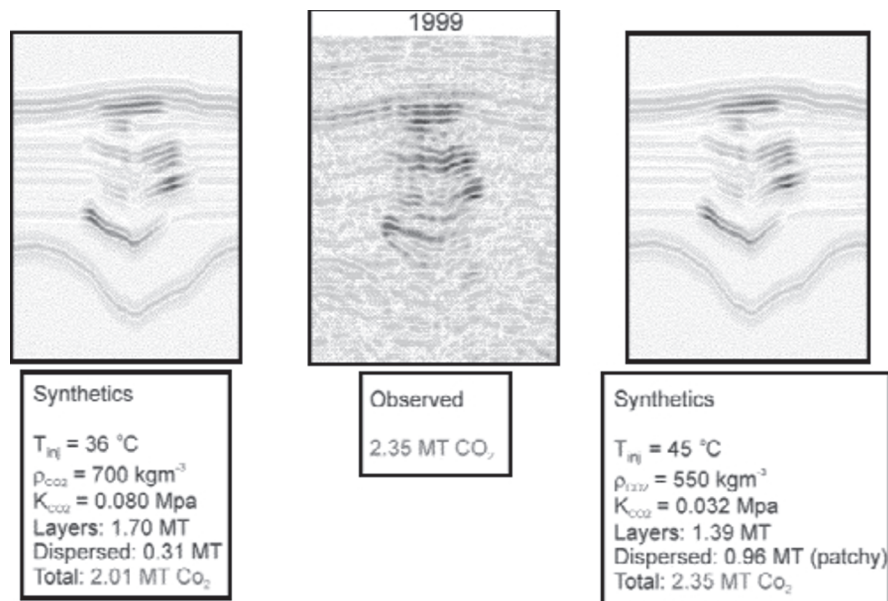 1999
Synthetics
T_inj = 36 °C
ρ_CO2 = 700 kgm⁻³
K_CO2 = 0.080 Mpa
Layers: 1.70 MT
Dispersed: 0.31 MT
Total: 2.01 MT Co₂
Observed
2.35 MT CO₂
Synthetics
T_inj = 45 °C
ρ_CO2 = 550 kgm⁻³
K_CO2 = 0.032 Mpa
Layers: 1.39 MT
Dispersed: 0.96 MT (patchy)
Total: 2.35 MT Co₂